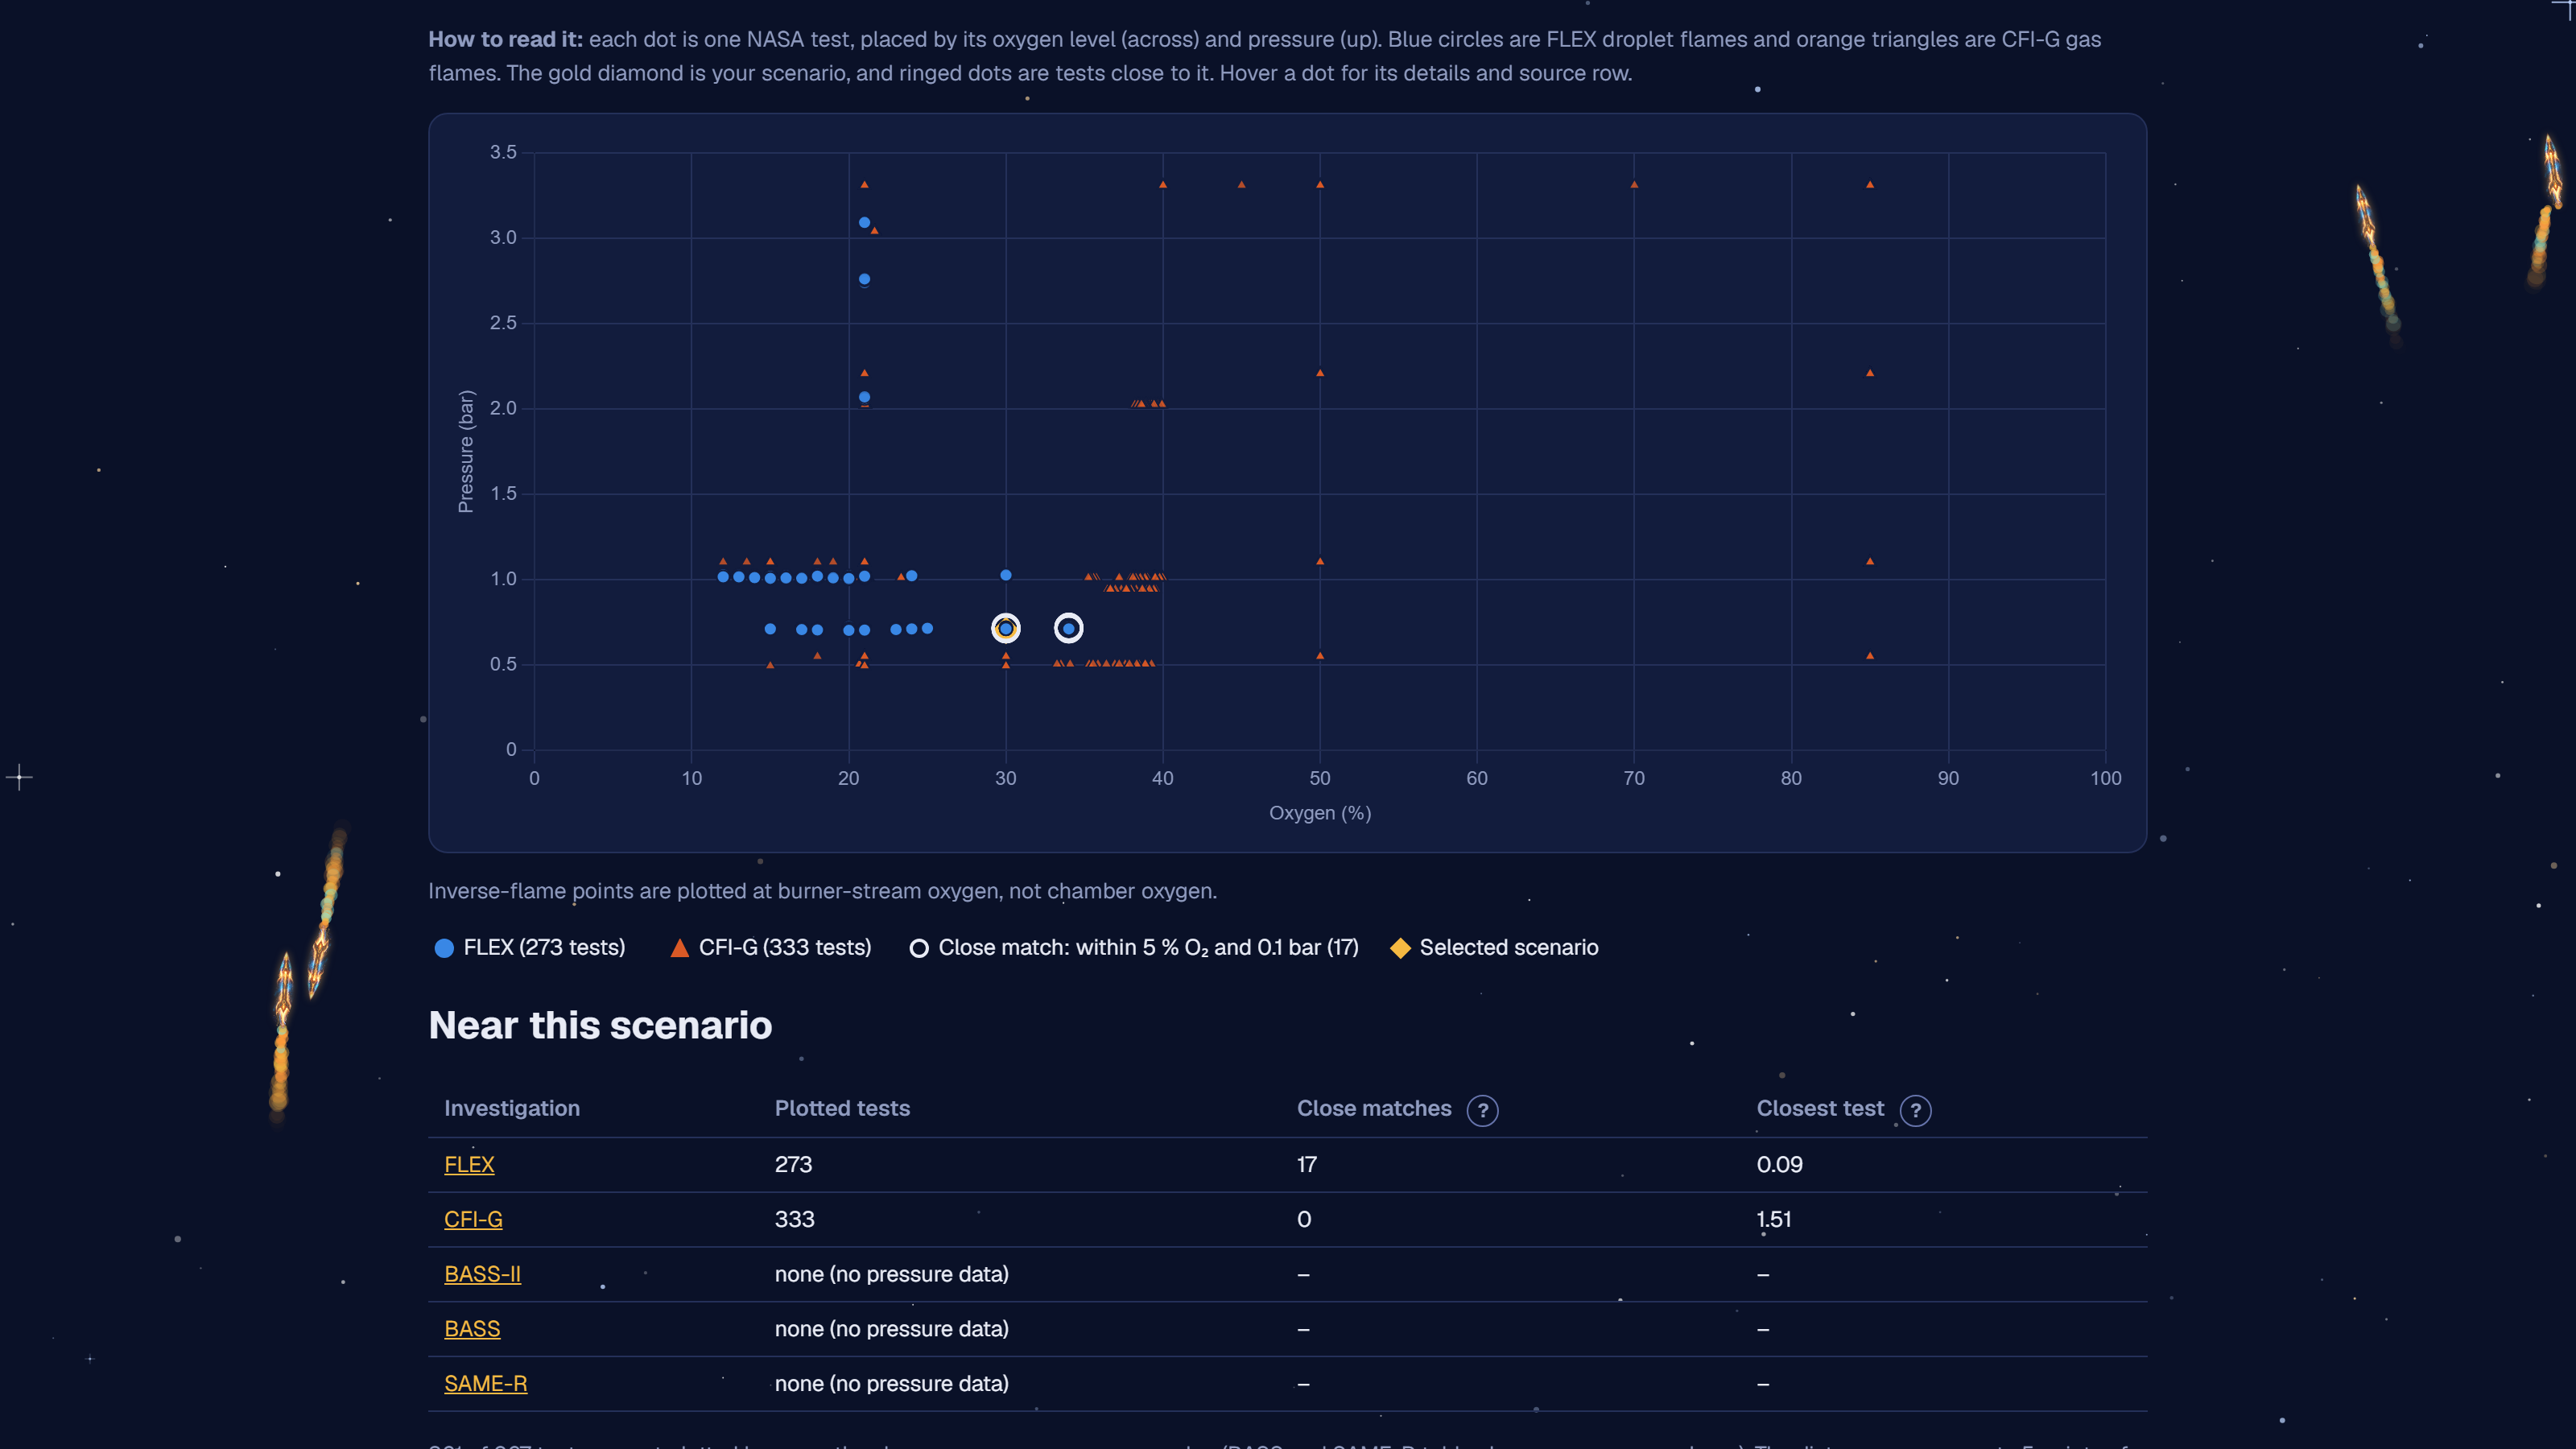 How to read it: each dot is one NASA test, placed by its oxygen level (across) and pressure (up). Blue circles are FLEX droplet flames and orange triangles are CFI-G gas
flames. The gold diamond is your scenario, and ringed dots are tests close to it. Hover a dot for its details and source row.
3.5
3.0
2.5
2.0
1.5
1.0
0.5
0
Pressure (bar)
0 10 20 30 40 50 60 70 80 90 100
Oxygen (%)
Inverse-flame points are plotted at burner-stream oxygen, not chamber oxygen.
FLEX (273 tests) CFI-G (333 tests) Close match: within 5 % O₂ and 0.1 bar (17) Selected scenario
Near this scenario
Investigation Plotted tests Close matches ? Closest test ?
FLEX 273 17 0.09
CFI-G 333 0 1.51
BASS-II none (no pressure data) – –
BASS none (no pressure data) – –
SAME-R none (no pressure data) – –